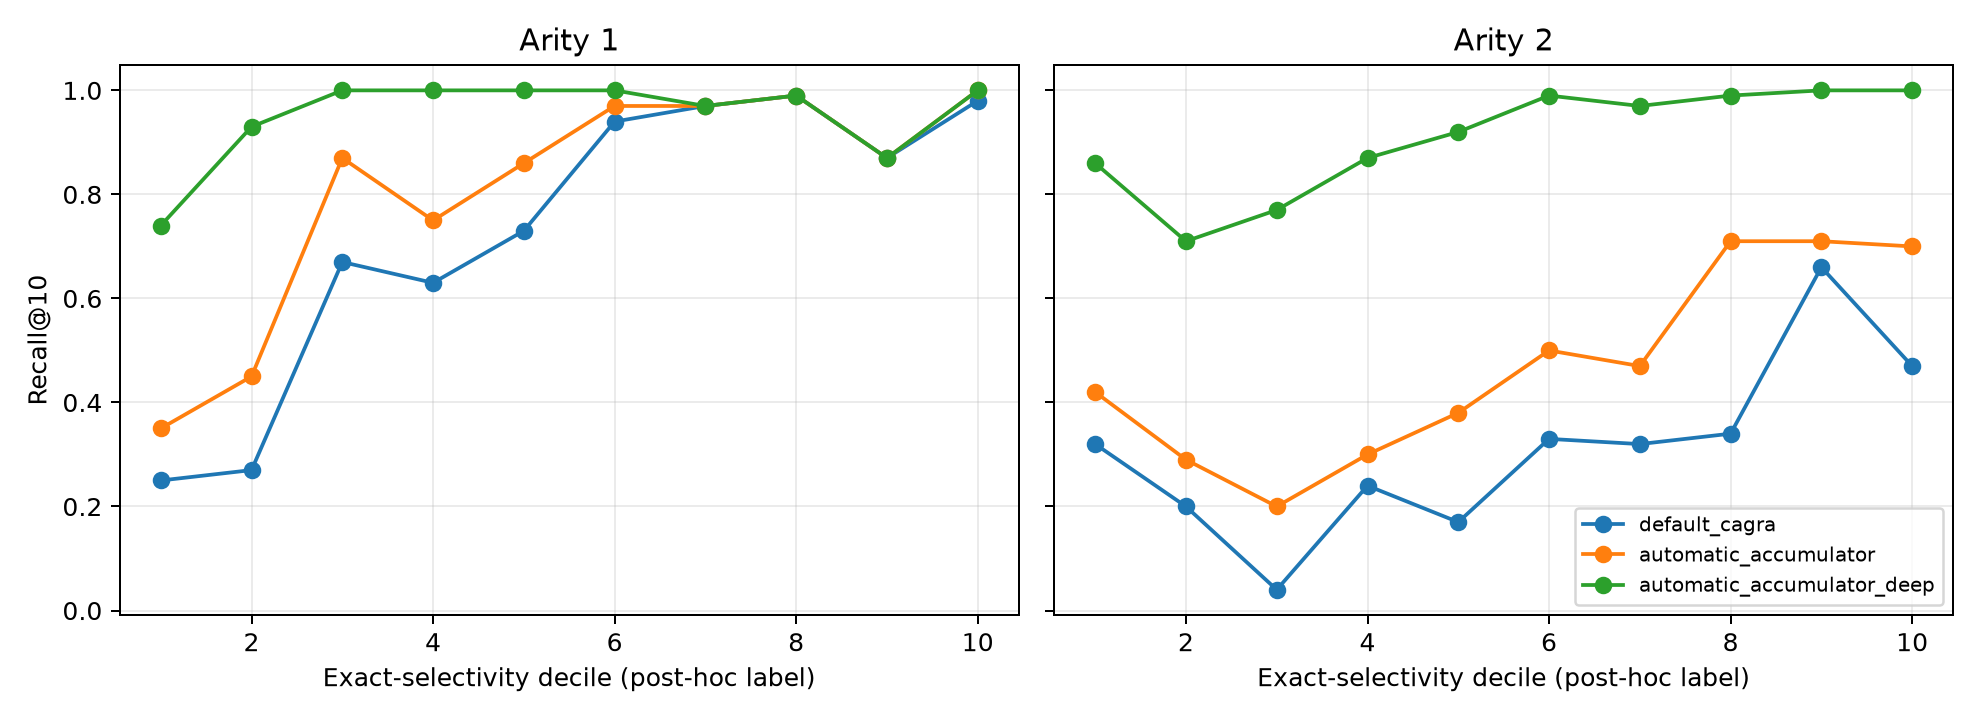 Arity 1
Arity 2
Recall@10
1.0
0.8
0.6
0.4
0.2
0.0
2 4 6 8 10
2 4 6 8 10
Exact-selectivity decile (post-hoc label)
Exact-selectivity decile (post-hoc label)
default_cagra
automatic_accumulator
automatic_accumulator_deep